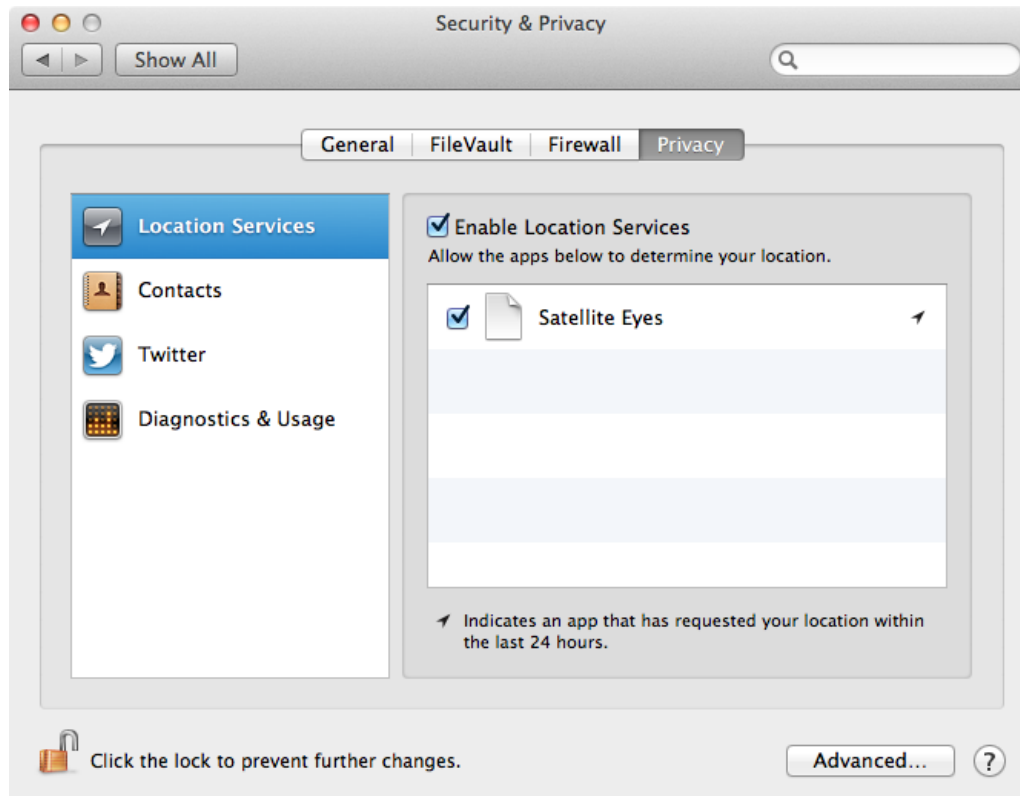 Security & Privacy
Show All
General
FileVault
Firewall
Privacy
Location Services
Contacts
Twitter
Diagnostics & Usage
Enable Location Services
Allow the apps below to determine your location.
Satellite Eyes
Indicates an app that has requested your location within
the last 24 hours.
Click the lock to prevent further changes.
Advanced...
?